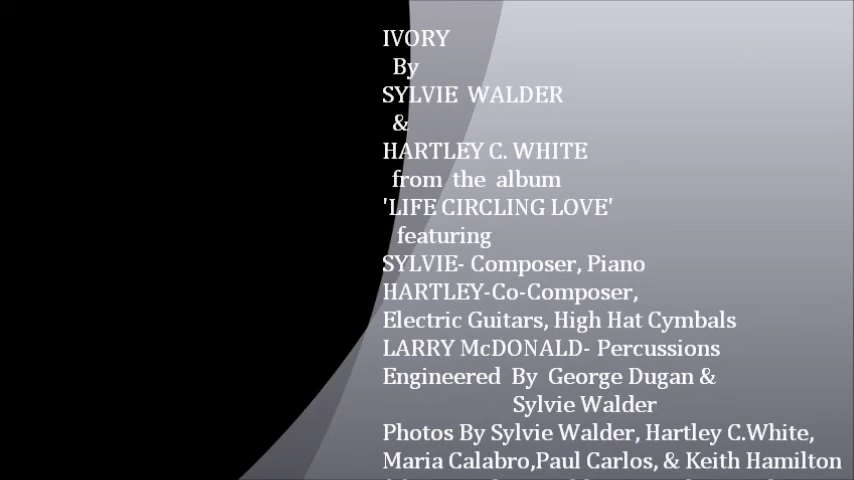 IVORY
By
SYLVIE WALDER
&
HARTLEY C. WHITE
from the album
'LIFE CIRCLING LOVE'
featuring
SYLVIE- Composer, Piano
HARTLEY-Co-Composer,
Electric Guitars, High Hat Cymbals
LARRY McDONALD- Percussions
Engineered By George Dugan &
Sylvie Walder
Photos By Sylvie Walder, Hartley C.White,
Maria Calabro,Paul Carlos, & Keith Hamilton